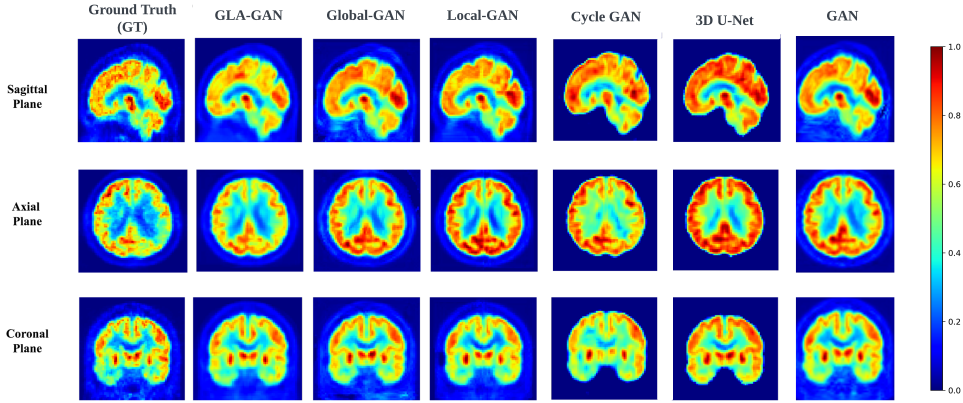 Ground Truth
(GT)
GLA-GAN
Global-GAN
Local-GAN
Cycle GAN
3D U-Net
GAN
Sagittal
Plane
Axial
Plane
Coronal
Plane
1.0
0.8
0.6
0.4
0.2
0.0